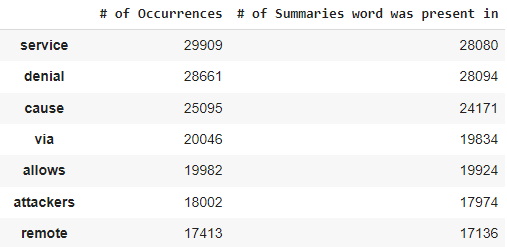 # of Occurrences # of Summaries word was present in
service 29909 28080
denial 28661 28094
cause 25095 24171
via 20046 19834
allows 19982 19924
attackers 18002 17974
remote 17413 17136